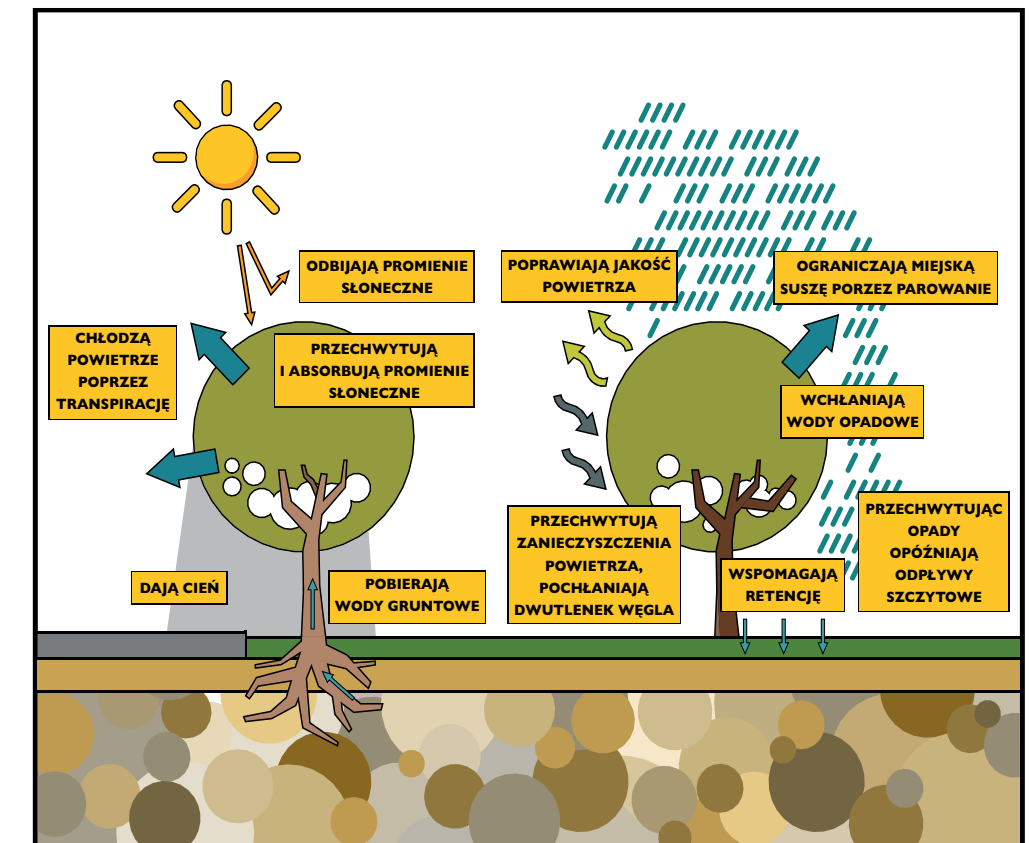 ODBIJAJĄ PROMIENIE
SŁONECZNE
POPRAWIAJĄ JAKOŚĆ
POWIETRZA
OGRANICZAJĄ MIEJSKĄ
SUSZĘ PORZEZ PAROWANIE
CHŁODZĄ
POWIETRZE
POPRZEZ
TRANSPIRACJĘ
PRZECHWYTUJĄ
I ABSORBUJĄ PROMIENIE
SŁONECZNE
WCHŁANIAJĄ
WODY OPADOWE
PRZECHWYTUJĄ
ZANIECZYSZCZENIA
POWIETRZA,
POCHŁANIAJĄ
DWUTLENEK WĘGLA
PRZECHWYTUJĄC
OPADY
OPÓŹNIAJĄ
ODPŁYWY
SZCZYTOWE
DAJĄ CIEŃ
POBIERAJĄ
WODY GRUNTOWE
WSPOMAGAJĄ
RETENCJĘ